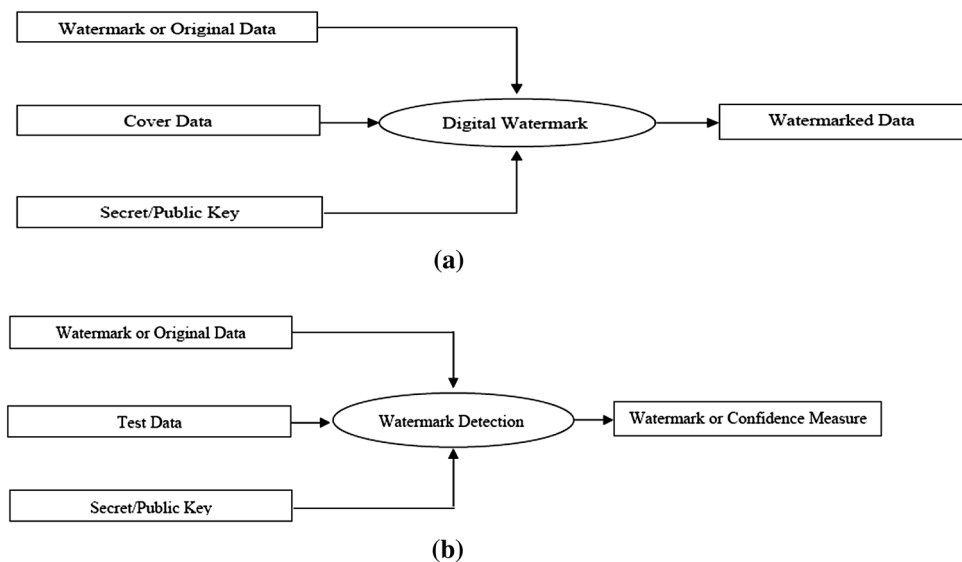 Watermark or Original Data
Cover Data
Digital Watermark
Watermarked Data
Secret/Public Key
(a)
Watermark or Original Data
Test Data
Watermark Detection
Watermark or Confidence Measure
Secret/Public Key
(b)